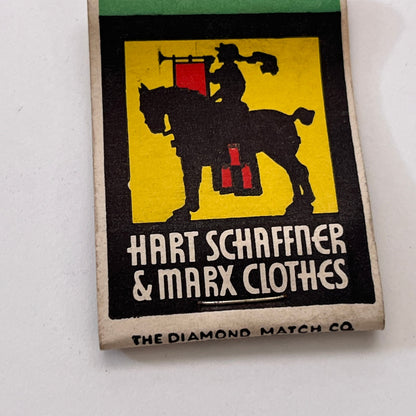 HART SCHAFFNER
& MARX CLOTHES
THE DIAMOND MATCH CO.